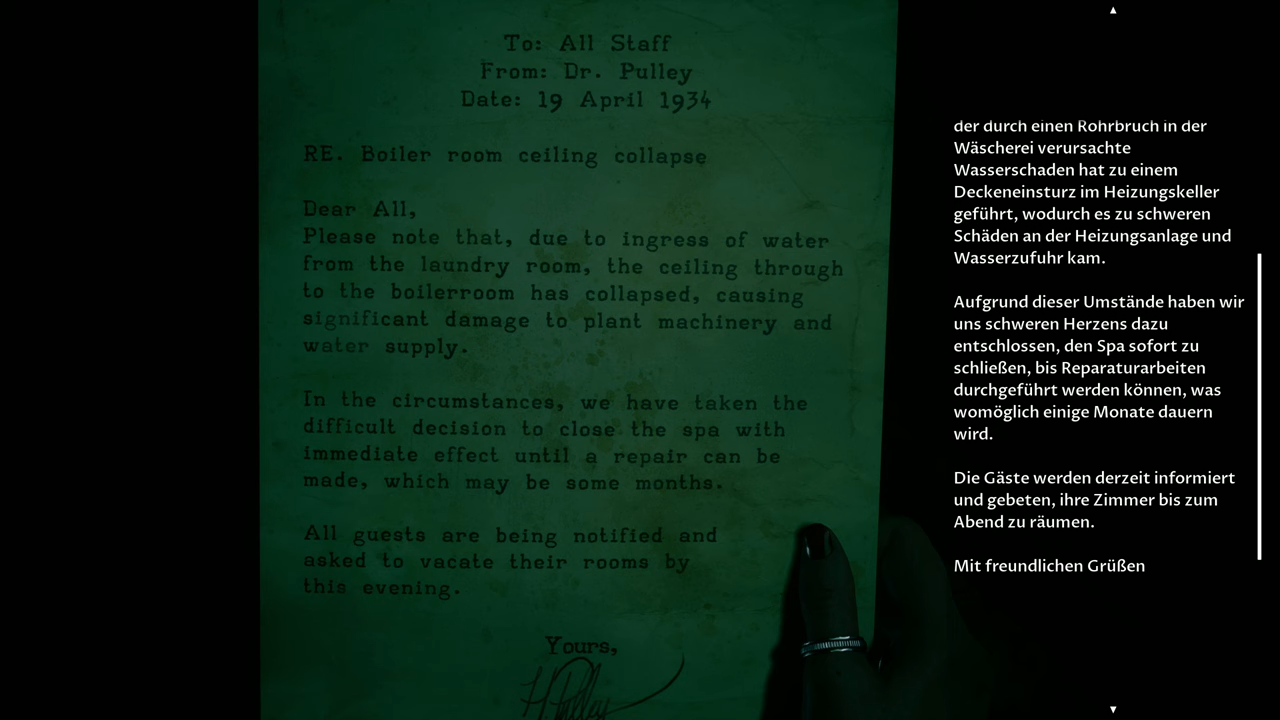 To: All Staff
From: Dr. Pulley
Date: 19 April 1934
RE. Boiler room ceiling collapse
Dear All,
Please note that, due to ingress of water
from the laundry room, the ceiling through
to the boilerroom has collapsed, causing
significant damage to plant machinery and
water supply.
In the circumstances, we have taken the
difficult decision to close the spa with
immediate effect until a repair can be
made, which may be some months.
All guests are being notified and
asked to vacate their rooms by
this evening.
Yours,
H Pulley
der durch einen Rohrbruch in der
Wäscherei verursachte
Wasserschaden hat zu einem
Deckeneinsturz im Heizungskeller
geführt, wodurch es zu schweren
Schäden an der Heizungsanlage und
Wasserzufuhr kam.
Aufgrund dieser Umstände haben wir
uns schweren Herzens dazu
entschlossen, den Spa sofort zu
schließen, bis Reparaturarbeiten
durchgeführt werden können, was
womöglich einige Monate dauern
wird.
Die Gäste werden derzeit informiert
und gebeten, ihre Zimmer bis zum
Abend zu räumen.
Mit freundlichen Grüßen